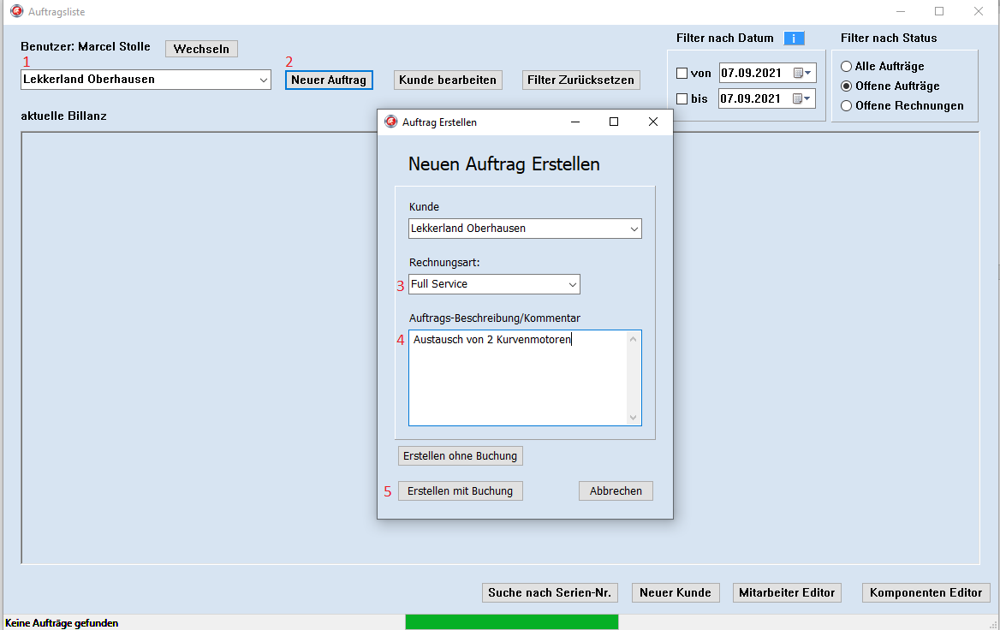 Auftragsliste
Benutzer: Marcel Stolle
Wechseln
Filter nach Datum
i
Filter nach Status
1
2
Lekkerland Oberhausen
Neuer Auftrag
Kunde bearbeiten
Filter Zurücksetzen
von
07.09.2021
bis
07.09.2021
Alle Aufträge
Offene Aufträge
Offene Rechnungen
aktuelle Billanz
Auftrag Erstellen
Neuen Auftrag Erstellen
Kunde
Lekkerland Oberhausen
Rechnungsart:
3
Full Service
Auftrags-Beschreibung/Kommentar
4
Austausch von 2 Kurvenmotoren
Erstellen ohne Buchung
5
Erstellen mit Buchung
Abbrechen
Suche nach Serien-Nr.
Neuer Kunde
Mitarbeiter Editor
Komponenten Editor
Keine Aufträge gefunden